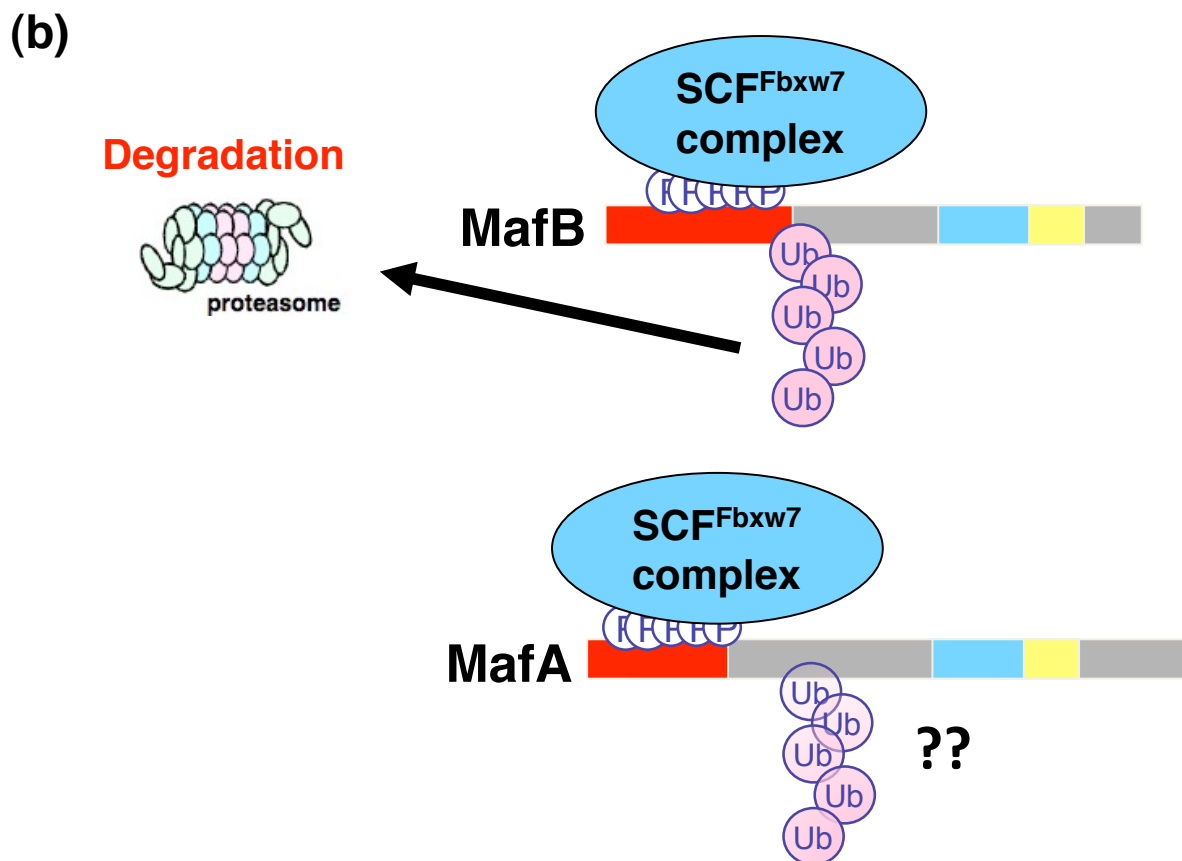 (b)
SCFFbxw7
complex
Degradation
P
MafB
Ub
Ub
Ub
Ub
Ub
proteasome
SCFFbxw7
complex
P
MafA
Ub
Ub
Ub
Ub
Ub
??